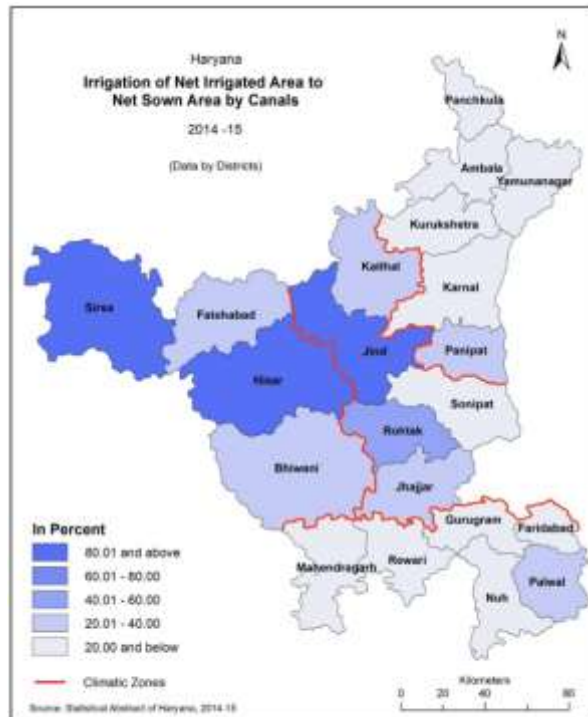 Haryana
Irrigation of Net Irrigated Area to
Net Sown Area by Canals
2014 -15
(Data by Districts)
N
Panchkula
Ambala
Yamunanagar
Kurukshetra
Kaithal
Karnal
Sirsa
Fatehabad
Jind
Panipat
Hisar
Sonipat
Rohtak
Bhiwani
Jhajjar
Gurugram
Faridabad
Mahendragarh
Rewari
Nuh
Palwal
In Percent
80.01 and above
60.01 - 80.00
40.01 - 60.00
20.01 - 40.00
20.00 and below
Climatic Zones
Kilometers
0 20 40 60 80
Source: Statistical Abstract of Haryana, 2014-15